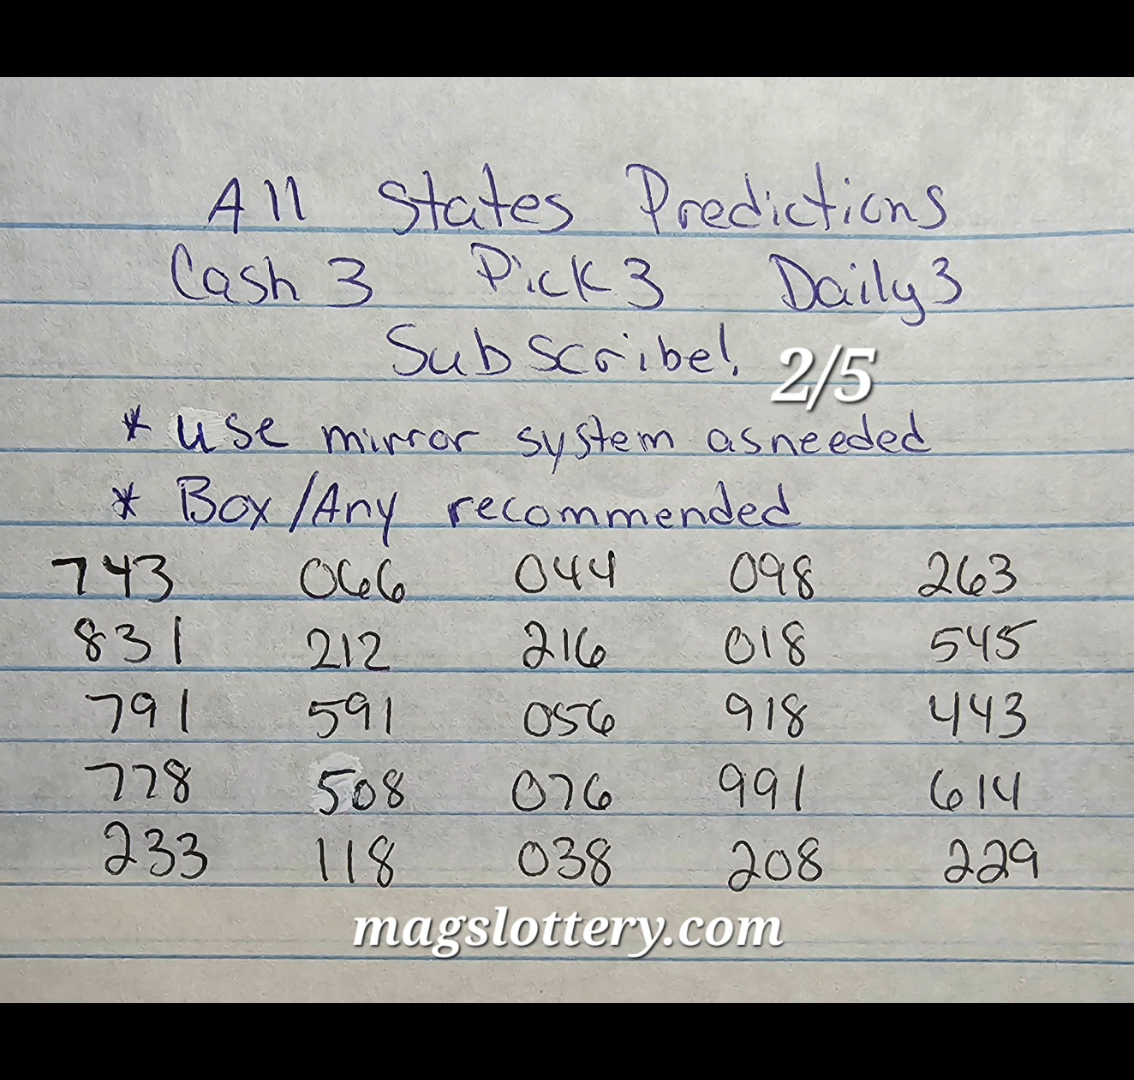 All States Predictions
Cash 3 Pick 3 Daily 3
Subscribe! 2/5
* use mirror system as needed
* Box/Any recommended
743 066 044 098 263
831 212 216 018 545
791 591 056 918 443
778 508 076 991 614
233 118 038 208 229
magslottery.com